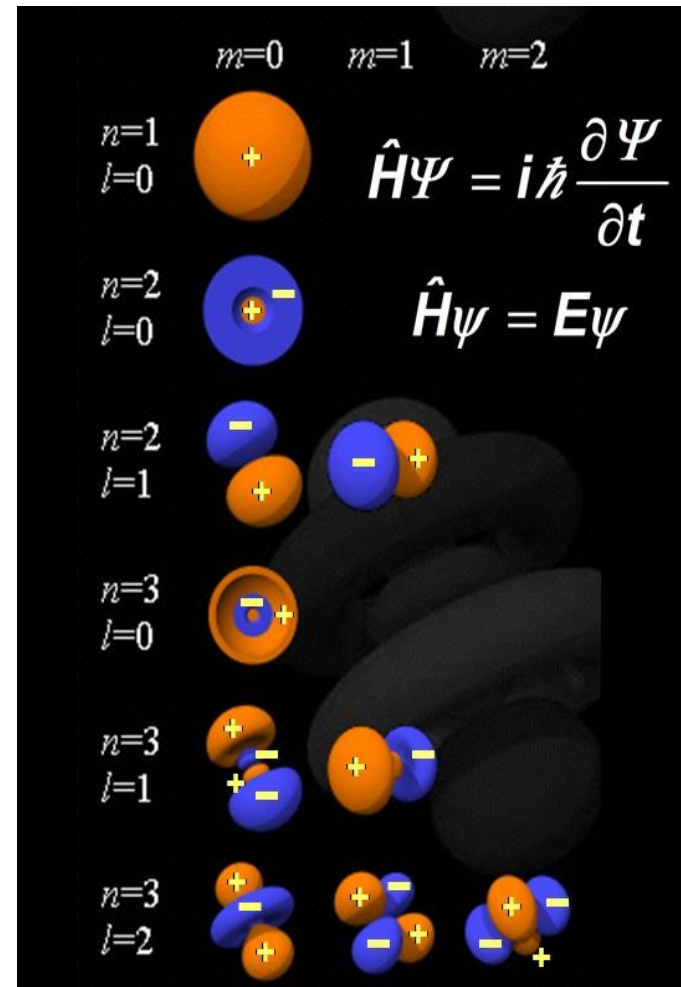 m=0 m=1 m=2
n=1
l=0
+
ĤΨ = iℏ ∂Ψ/∂t
n=2
l=0
− +
Ĥψ = Eψ
n=2
l=1
−
+
− +
n=3
l=0
− +
n=3
l=1
+
−
+
−
+ −
n=3
l=2
+
−
+
+ −
− +
+ −
− +